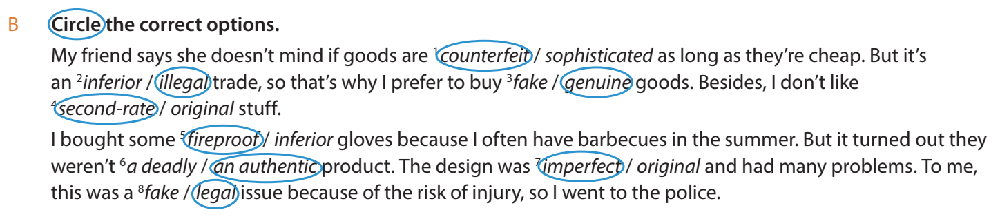 B Circle the correct options.
My friend says she doesn't mind if goods are ¹counterfeit / sophisticated as long as they're cheap. But it's
an ²inferior / illegal trade, so that's why I prefer to buy ³fake / genuine goods. Besides, I don't like
⁴second-rate / original stuff.
I bought some ⁵fireproof / inferior gloves because I often have barbecues in the summer. But it turned out they
weren't ⁶a deadly / an authentic product. The design was ⁷imperfect / original and had many problems. To me,
this was a ⁸fake / legal issue because of the risk of injury, so I went to the police.